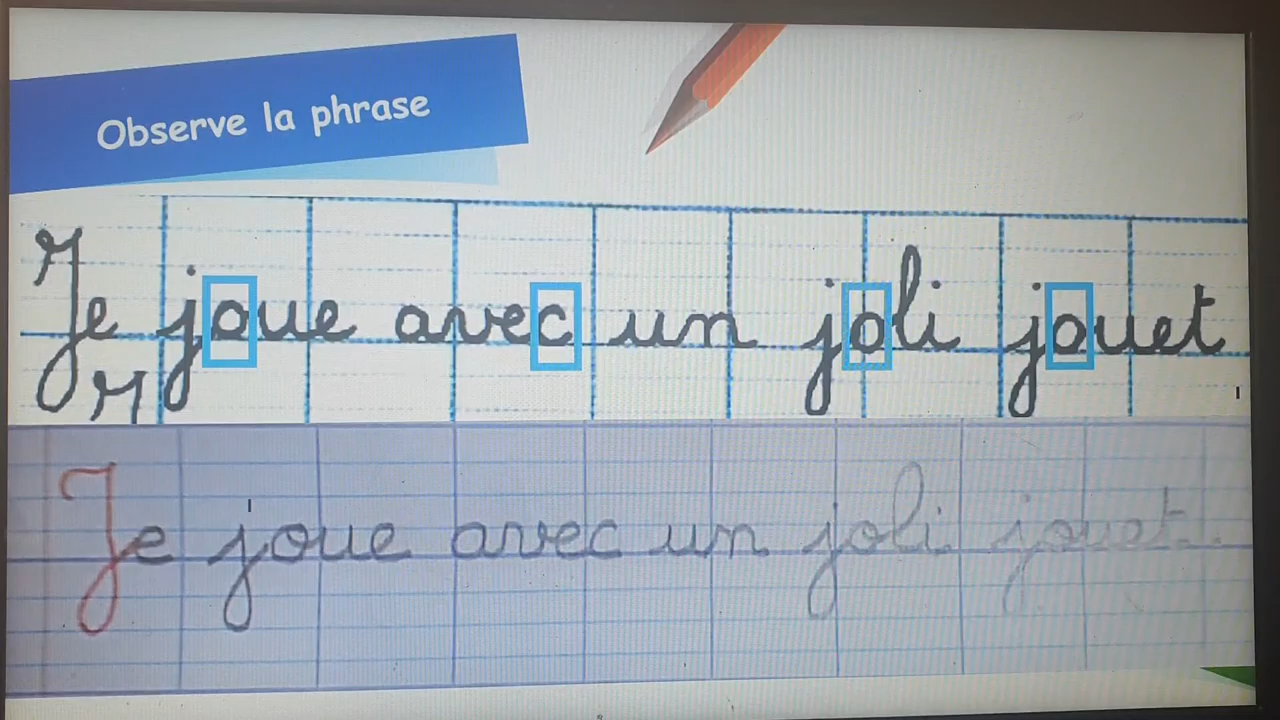 Observe la phrase
Je joue avec un joli jouet
Je joue avec un joli jouet.